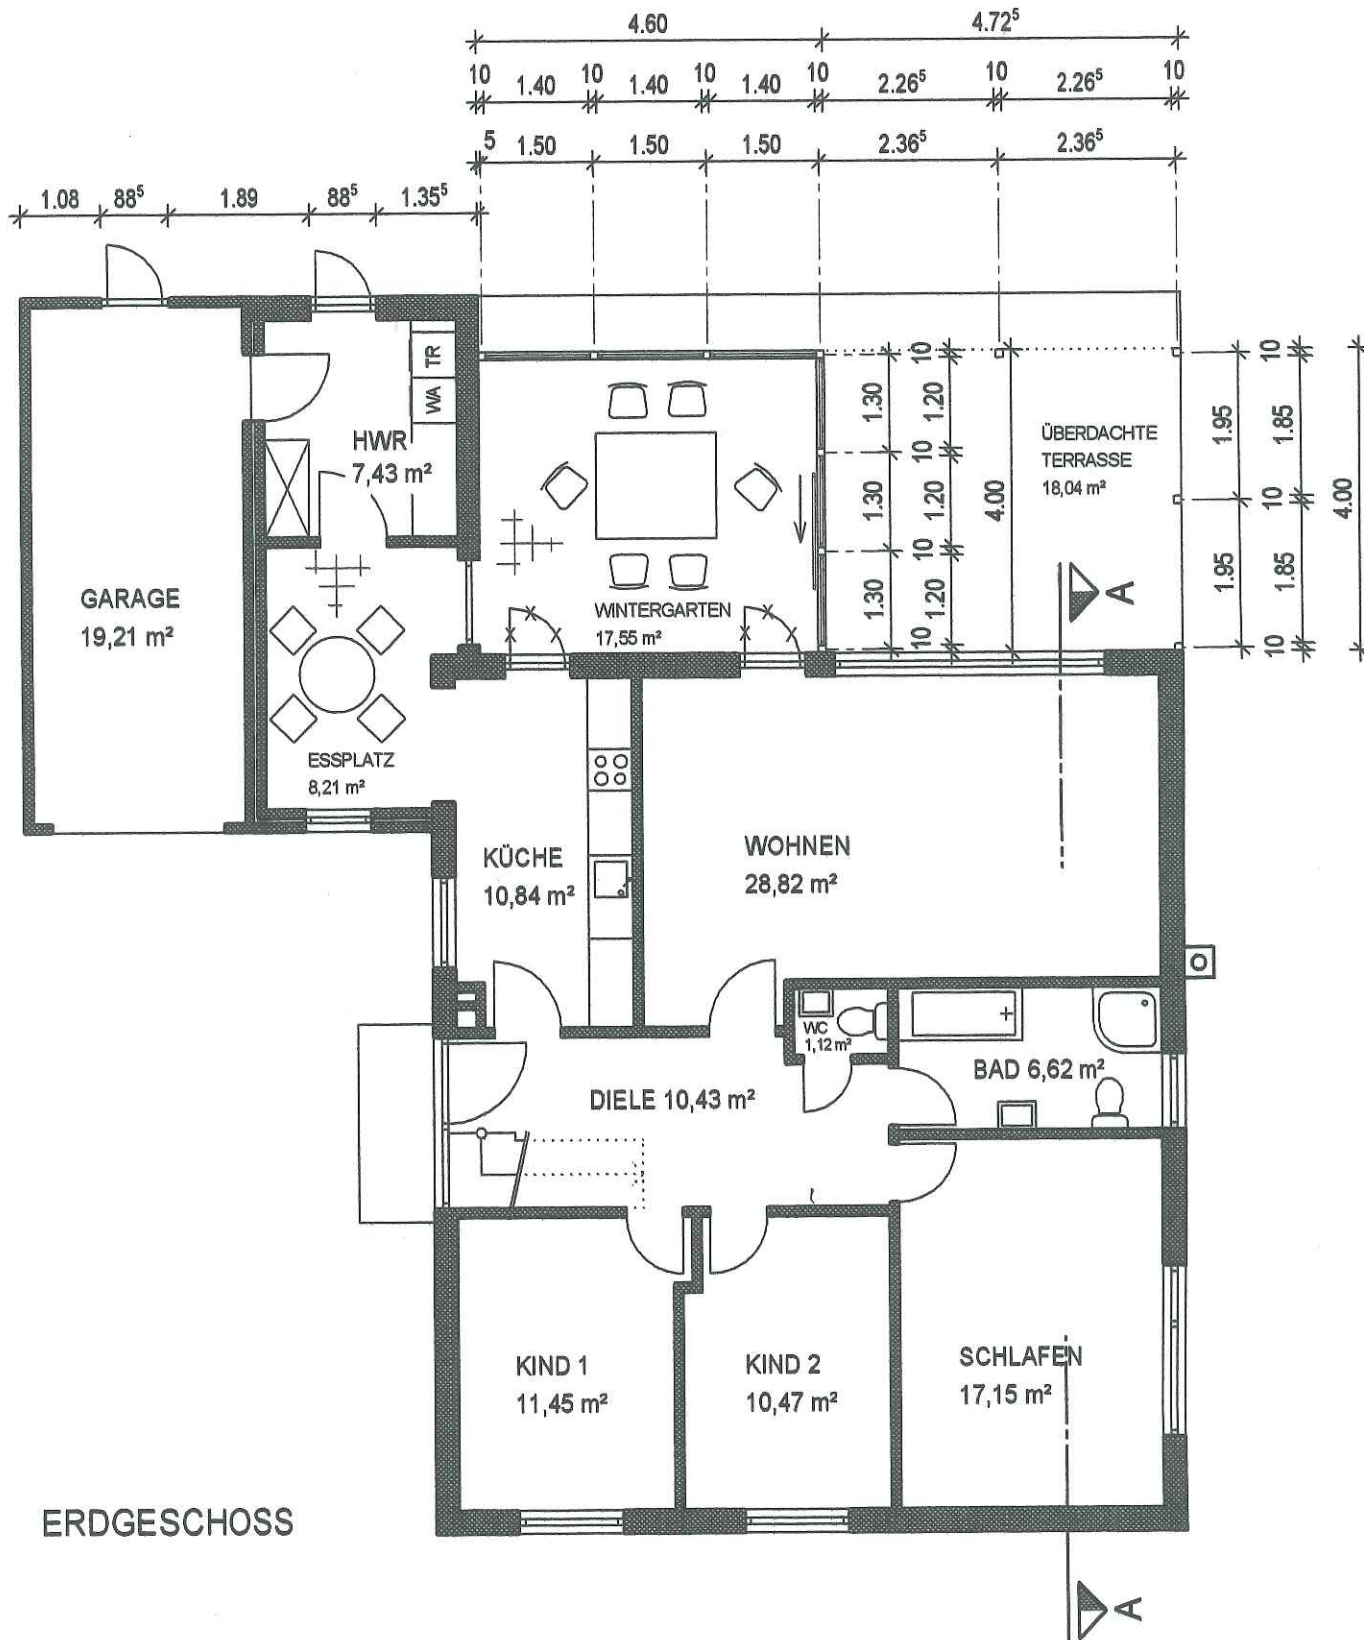 4.60 4.72⁵
10 1.40 10 1.40 10 1.40 10 2.26⁵ 10 2.26⁵ 10
5 1.50 1.50 1.50 2.36⁵ 2.36⁵
1.08 88⁵ 1.89 88⁵ 1.35⁵
TR
WA
HWR
7,43 m²
GARAGE
19,21 m²
WINTERGARTEN
17,55 m²
1.30 1.30 1.30
10 1.20 10 1.20 10 1.20 10
4.00
ÜBERDACHTE
TERRASSE
18,04 m²
1.95 1.95
10 1.85 10 1.85 10
4.00
A
ESSPLATZ
8,21 m²
KÜCHE
10,84 m²
WOHNEN
28,82 m²
WC
1,12 m²
BAD 6,62 m²
DIELE 10,43 m²
KIND 1
11,45 m²
KIND 2
10,47 m²
SCHLAFEN
17,15 m²
ERDGESCHOSS
A